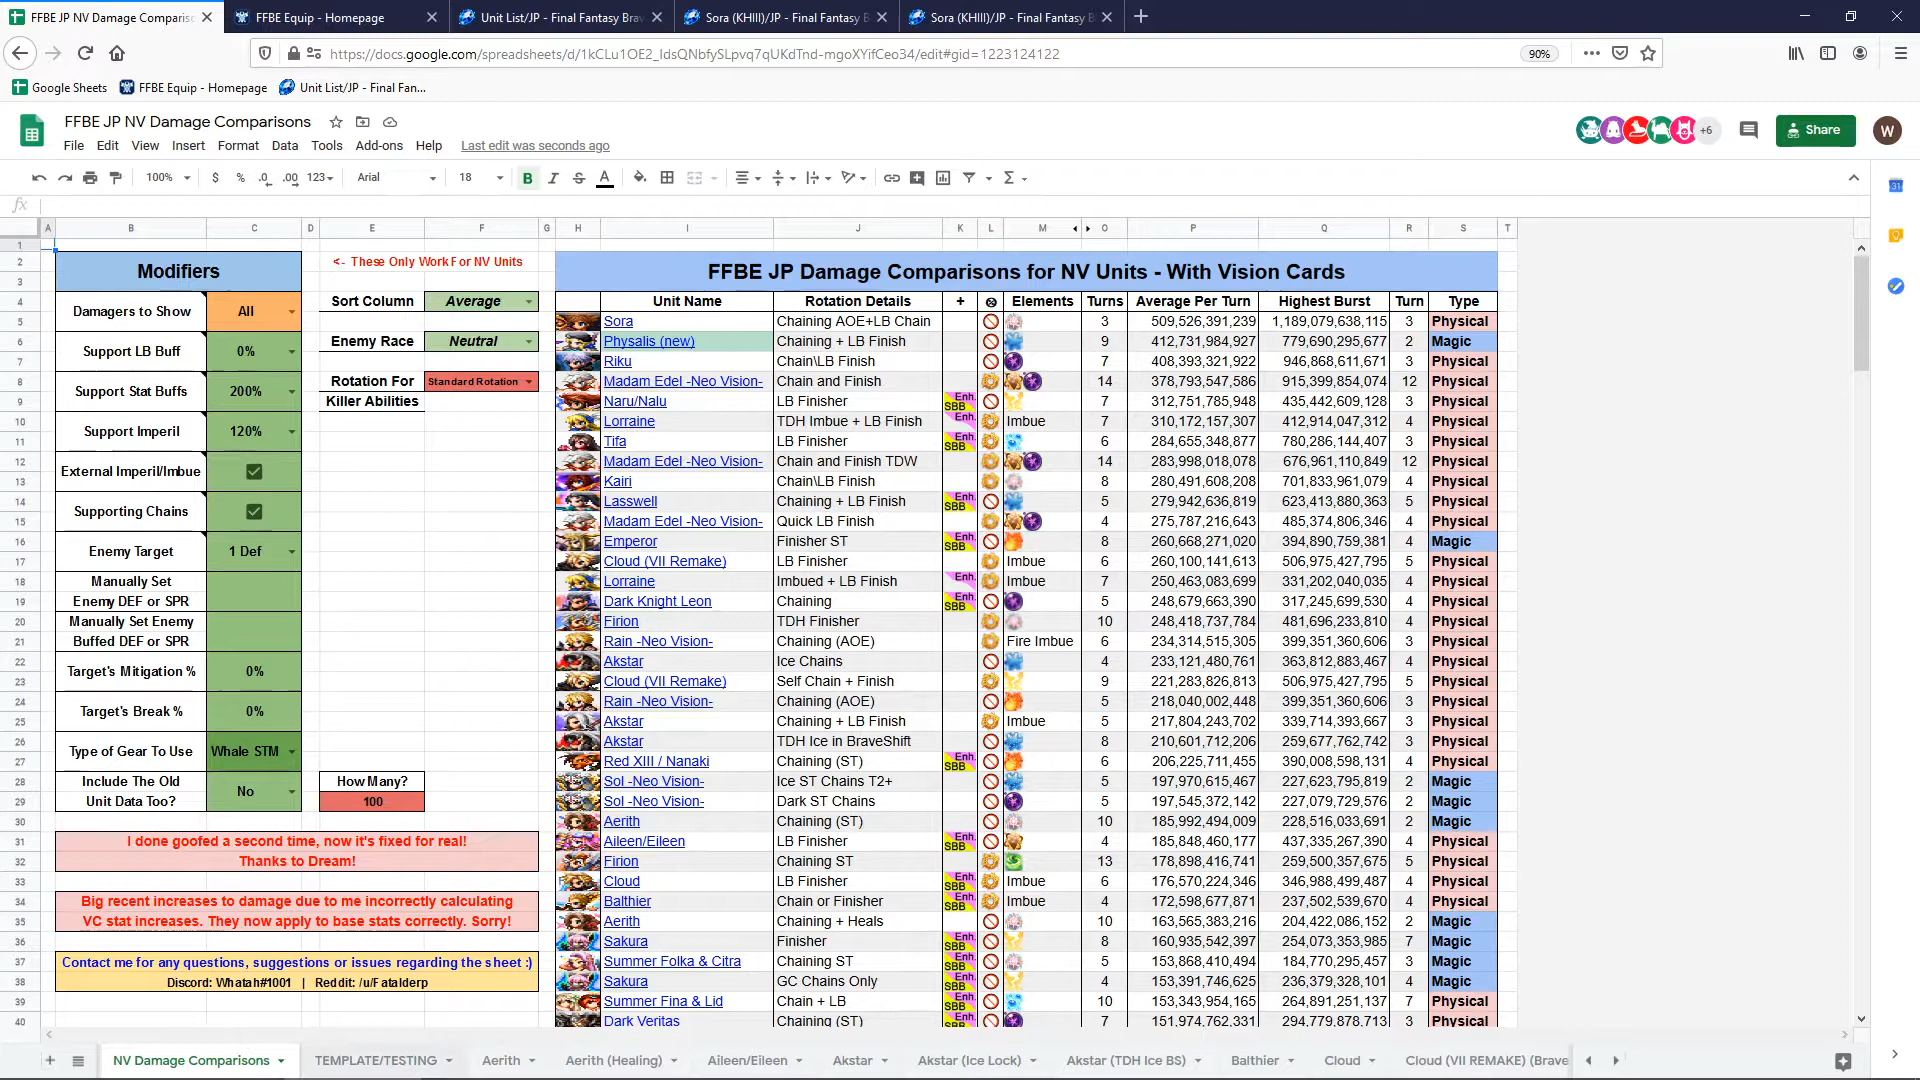 FFBE JP NV Damage Comparisons
FFBE Equip - Homepage
Unit List/JP - Final Fantasy Brav
Sora (KHIII)/JP - Final Fantasy B
Sora (KHIII)/JP - Final Fantasy B
https://docs.google.com/spreadsheets/d/1kCLu1OE2_IdsQNbfySLpvq7qUKdTnd-mgoXYifCeo34/edit#gid=1223124122
90%
Google Sheets FFBE Equip - Homepage Unit List/JP - Final Fan...
FFBE JP NV Damage Comparisons
+6 Share W
File Edit View Insert Format Data Tools Add-ons Help Last edit was seconds ago
100% $ % .0 .00 123 Arial 18 B I S A
fx
A B C D E F G H I J K L M O P Q R S T
Modifiers
<- These Only Work For NV Units
FFBE JP Damage Comparisons for NV Units - With Vision Cards
Damagers to Show All
Support LB Buff 0%
Support Stat Buffs 200%
Support Imperil 120%
External Imperil/Imbue
Supporting Chains
Enemy Target 1 Def
Manually Set
Enemy DEF or SPR
Manually Set Enemy
Buffed DEF or SPR
Target's Mitigation % 0%
Target's Break % 0%
Type of Gear To Use Whale STM
Include The Old
Unit Data Too? No
Sort Column Average
Enemy Race Neutral
Rotation For Standard Rotation
Killer Abilities
How Many?
100
I done goofed a second time, now it's fixed for real!
Thanks to Dream!
Big recent increases to damage due to me incorrectly calculating
VC stat increases. They now apply to base stats correctly. Sorry!
Contact me for any questions, suggestions or issues regarding the sheet :)
Discord: Whatah#1001 | Reddit: /u/Fatalderp
Unit Name Rotation Details + Elements Turns Average Per Turn Highest Burst Turn Type
Sora Chaining AOE+LB Chain 3 509,526,391,239 1,189,079,638,115 3 Physical
Physalis (new) Chaining + LB Finish 9 412,731,984,927 779,690,295,677 2 Magic
Riku Chain\LB Finish 7 408,393,321,922 946,868,611,671 3 Physical
Madam Edel -Neo Vision- Chain and Finish 14 378,793,547,586 915,399,854,074 12 Physical
Naru/Nalu LB Finisher Enh. SBB 7 312,751,785,948 435,442,609,128 3 Physical
Lorraine TDH Imbue + LB Finish Enh. Imbue 7 310,172,157,307 412,914,047,312 4 Physical
Tifa LB Finisher Enh. SBB 6 284,655,348,877 780,286,144,407 3 Physical
Madam Edel -Neo Vision- Chain and Finish TDW 14 283,998,018,078 676,961,110,849 12 Physical
Kairi Chain\LB Finish 8 280,491,608,208 701,833,961,079 4 Physical
Lasswell Chaining + LB Finish Enh. SBB 5 279,942,636,819 623,413,880,363 5 Physical
Madam Edel -Neo Vision- Quick LB Finish 4 275,787,216,643 485,374,806,346 4 Physical
Emperor Finisher ST Enh. SBB 8 260,668,271,020 394,890,759,381 4 Magic
Cloud (VII Remake) LB Finisher Imbue 6 260,100,141,613 506,975,427,795 5 Physical
Lorraine Imbued + LB Finish Enh. Imbue 7 250,463,083,699 331,202,040,035 4 Physical
Dark Knight Leon Chaining Enh. SBB 5 248,679,663,390 317,245,699,530 4 Physical
Firion TDH Finisher 10 248,418,737,784 481,696,233,810 4 Physical
Rain -Neo Vision- Chaining (AOE) Fire Imbue 6 234,314,515,305 399,351,360,606 3 Physical
Akstar Ice Chains 4 233,121,480,761 363,812,883,467 4 Physical
Cloud (VII Remake) Self Chain + Finish 9 221,283,826,813 506,975,427,795 5 Physical
Rain -Neo Vision- Chaining (AOE) 6 218,040,002,448 399,351,360,606 3 Physical
Akstar Chaining + LB Finish Imbue 5 217,804,243,702 339,714,393,667 3 Physical
Akstar TDH Ice in BraveShift 8 210,601,712,206 259,677,762,742 3 Physical
Red XIII / Nanaki Chaining (ST) Enh. SBB 6 206,225,711,455 390,008,598,131 4 Physical
Sol -Neo Vision- Ice ST Chains T2+ 5 197,970,615,467 227,623,795,819 2 Magic
Sol -Neo Vision- Dark ST Chains 5 197,545,372,142 227,079,729,576 2 Magic
Aerith Chaining (ST) 10 185,992,494,009 228,516,033,691 2 Magic
Aileen/Eileen LB Finisher Enh. SBB 4 185,848,460,177 437,335,267,390 4 Physical
Firion Chaining ST 13 178,898,416,741 259,500,357,675 5 Physical
Cloud LB Finisher Enh. SBB Imbue 6 176,570,224,346 346,988,499,487 4 Physical
Balthier Chain or Finisher Enh. SBB Imbue 4 172,598,677,871 237,502,539,670 4 Physical
Aerith Chaining + Heals 10 163,565,383,216 204,422,086,152 2 Magic
Sakura Finisher Enh. SBB 8 160,935,542,397 254,073,353,985 7 Magic
Summer Folka & Citra Chaining ST Enh. SBB 5 153,868,410,494 184,770,295,457 3 Magic
Sakura GC Chains Only Enh. SBB 4 153,391,746,625 236,379,328,101 4 Magic
Summer Fina & Lid Chain + LB Enh. SBB 10 153,343,954,165 264,891,251,137 7 Physical
Dark Veritas Chaining (ST) Enh. SBB 7 151,974,762,331 294,779,878,713 3 Physical
+ NV Damage Comparisons TEMPLATE/TESTING Aerith Aerith (Healing) Aileen/Eileen Akstar Akstar (Ice Lock) Akstar (TDH Ice BS) Balthier Cloud Cloud (VII REMAKE) (Brave